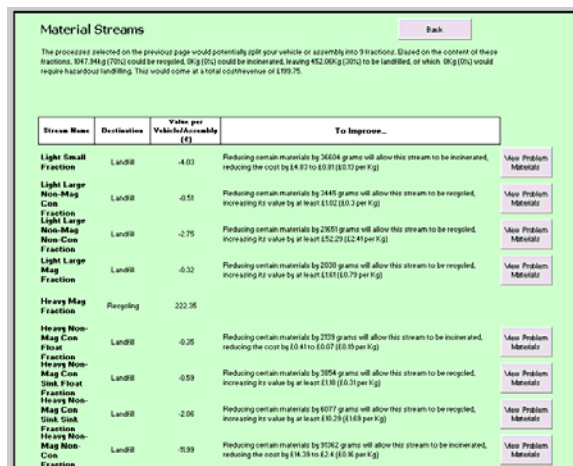 Material Streams
Back
The processes selected on the previous page would potentially split your vehicle or assembly into 9 fractions. Based on the content of these
fractions, 1047.94kg (70%) could be recycled, 0Kg (0%) could be incinerated, leaving 452.06Kg (30%) to be landfilled, of which 0Kg (0%) would
require hazardous landfilling. This would come at a total cost/revenue of £199.75.
Stream Name Destination Value per Vehicle/Assembly (£) To Improve...
Light Small Fraction Landfill -4.03 Reducing certain materials by 36604 grams will allow this stream to be incinerated,
reducing the cost by £4.83 to £0.81 (£0.13 per Kg)
View Problem Materials
Light Large Non-Mag Con Fraction Landfill -0.51 Reducing certain materials by 3445 grams will allow this stream to be recycled,
increasing its value by at least £1.02 (£0.3 per Kg)
View Problem Materials
Light Large Non-Mag Non-Con Fraction Landfill -2.75 Reducing certain materials by 21651 grams will allow this stream to be recycled,
increasing its value by at least £52.29 (£2.41 per Kg)
View Problem Materials
Light Large Mag Fraction Landfill -0.32 Reducing certain materials by 2030 grams will allow this stream to be recycled,
increasing its value by at least £1.61 (£0.79 per Kg)
View Problem Materials
Heavy Mag Fraction Recycling 222.35
Heavy Non-Mag Con Float Fraction Landfill -0.35 Reducing certain materials by 2139 grams will allow this stream to be incinerated,
reducing the cost by £0.41 to £0.07 (£0.19 per Kg)
View Problem Materials
Heavy Non-Mag Con Sink Float Fraction Landfill -0.59 Reducing certain materials by 3854 grams will allow this stream to be recycled,
increasing its value by at least £1.18 (£0.31 per Kg)
View Problem Materials
Heavy Non-Mag Con Sink Sink Fraction Landfill -2.06 Reducing certain materials by 6077 grams will allow this stream to be recycled,
increasing its value by at least £10.29 (£1.69 per Kg)
View Problem Materials
Heavy Non-Mag Non-Con Fraction Landfill -11.99 Reducing certain materials by 91362 grams will allow this stream to be incinerated,
reducing the cost by £14.39 to £2.4 (£0.16 per Kg)
View Problem Materials